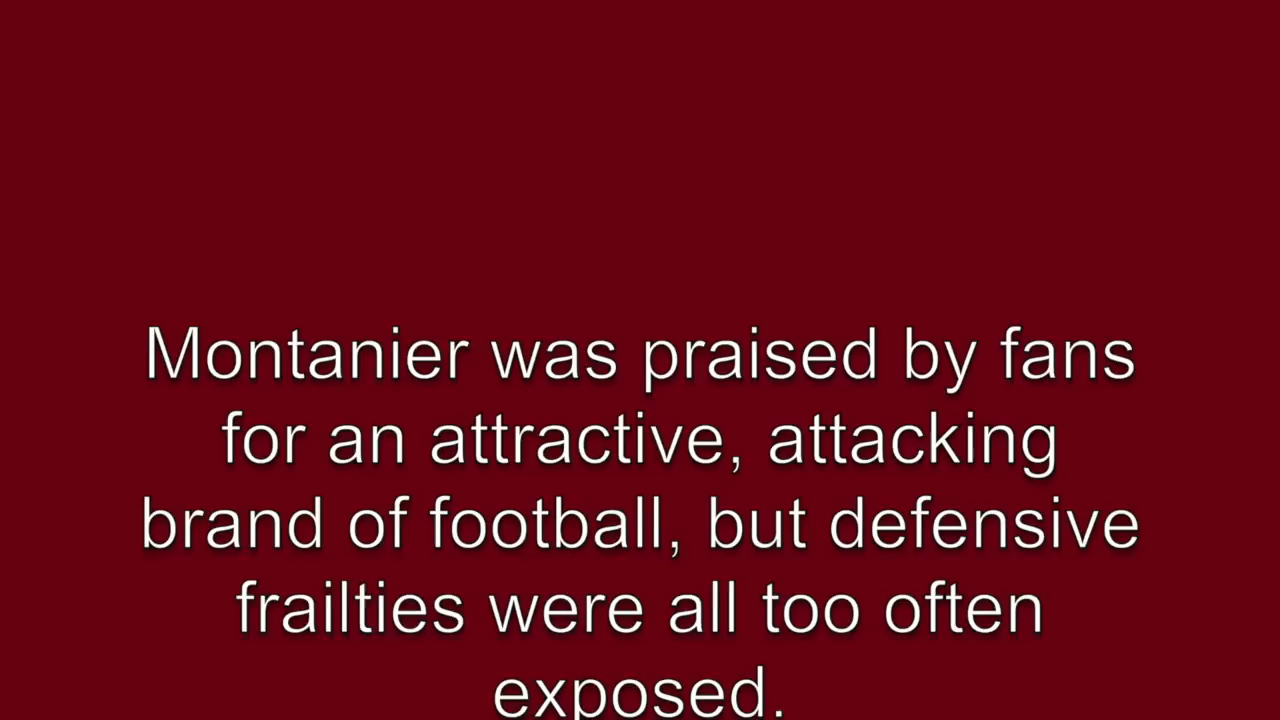 Montanier was praised by fans
for an attractive, attacking
brand of football, but defensive
frailties were all too often
exposed.